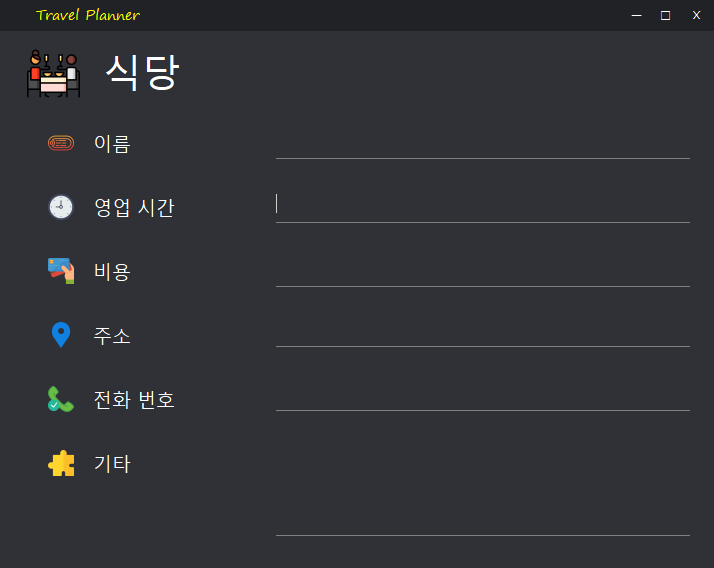 Travel Planner
식당
이름
영업 시간
비용
주소
전화 번호
기타